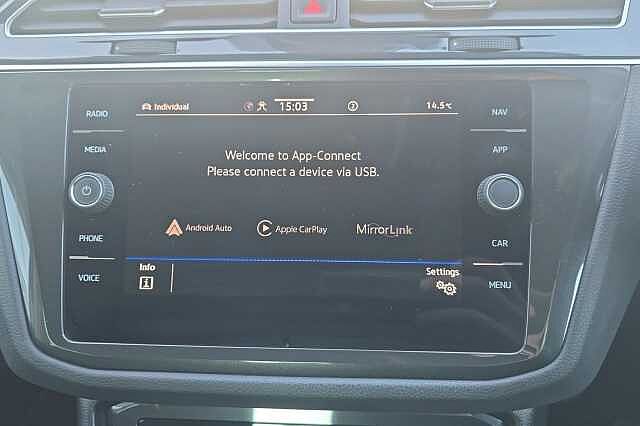 RADIO
MEDIA
PHONE
VOICE
Individual
15:03
14.5°C
Welcome to App-Connect
Please connect a device via USB.
Android Auto
Apple CarPlay
MirrorLink
Info
Settings
NAV
APP
CAR
MENU